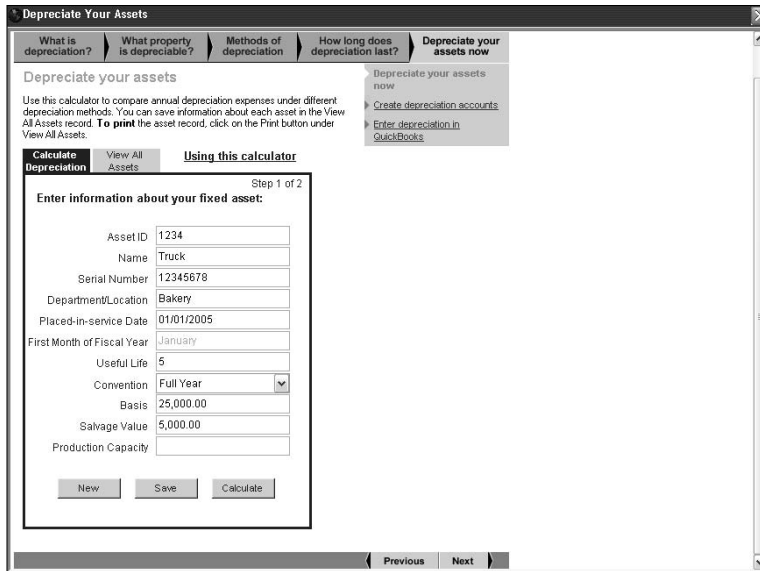 Depreciate Your Assets
What is
depreciation?
What property
is depreciable?
Methods of
depreciation
How long does
depreciation last?
Depreciate your
assets now
Depreciate your assets
Use this calculator to compare annual depreciation expenses under different
depreciation methods. You can save information about each asset in the View
All Assets record. To print the asset record, click on the Print button under
View All Assets.
Depreciate your assets
now
Create depreciation accounts
Enter depreciation in
QuickBooks
Calculate
Depreciation
View All
Assets
Using this calculator
Step 1 of 2
Enter information about your fixed asset:
Asset ID 1234
Name Truck
Serial Number 12345678
Department/Location Bakery
Placed-in-service Date 01/01/2005
First Month of Fiscal Year January
Useful Life 5
Convention Full Year
Basis 25,000.00
Salvage Value 5,000.00
Production Capacity
New Save Calculate
Previous Next